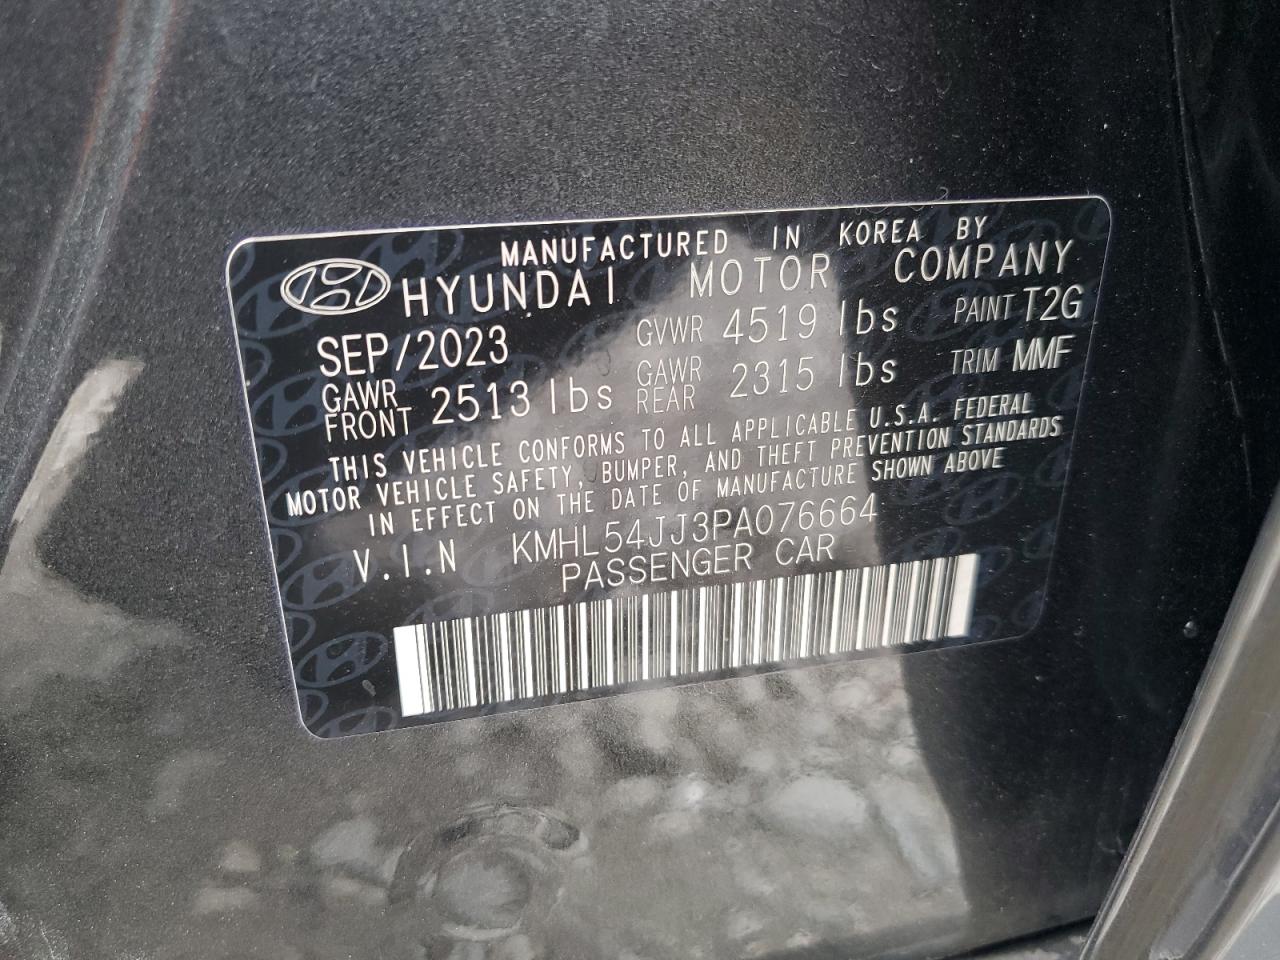 MANUFACTURED IN KOREA BY
HYUNDAI MOTOR COMPANY
SEP/2023 GVWR 4519 lbs PAINT T2G
GAWR FRONT 2513 lbs GAWR REAR 2315 lbs TRIM MMF
THIS VEHICLE CONFORMS TO ALL APPLICABLE U.S.A. FEDERAL
MOTOR VEHICLE SAFETY, BUMPER, AND THEFT PREVENTION STANDARDS
IN EFFECT ON THE DATE OF MANUFACTURE SHOWN ABOVE
V.I.N KMHL54JJ3PA076664
PASSENGER CAR